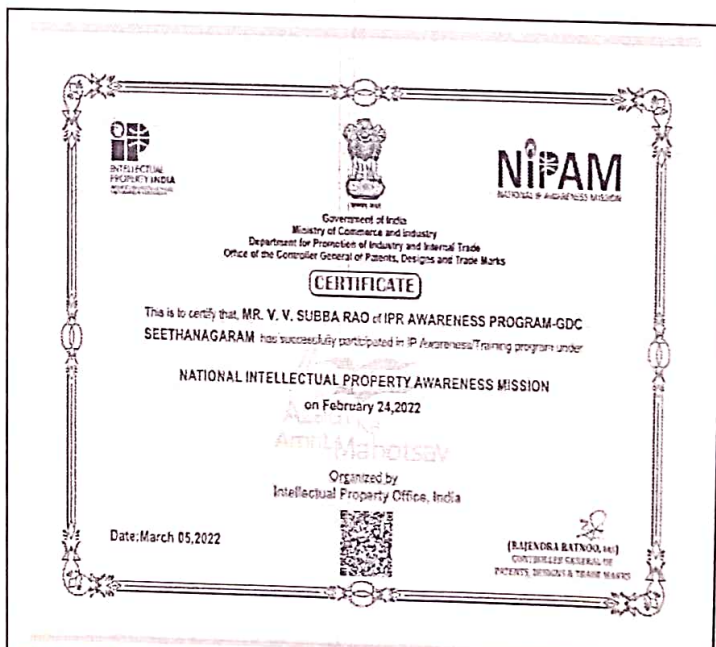 iP
INTELLECTUAL
PROPERTY INDIA
NiPAM
NATIONAL IP AWARENESS MISSION
Government of India
Ministry of Commerce and Industry
Department for Promotion of Industry and Internal Trade
Office of the Controller General of Patents, Designs and Trade Marks
CERTIFICATE
This is to certify that, MR. V. V. SUBBA RAO of IPR AWARENESS PROGRAM-GDC
SEETHANAGARAM has successfully participated in IP Awareness/Training program under
NATIONAL INTELLECTUAL PROPERTY AWARENESS MISSION
on February 24,2022
Amrit Mahotsav
Organized by
Intellectual Property Office, India
Date:March 05,2022
(RAJENDRA RATNOO, IAS)
CONTROLLER GENERAL OF
PATENTS, DESIGNS & TRADE MARKS